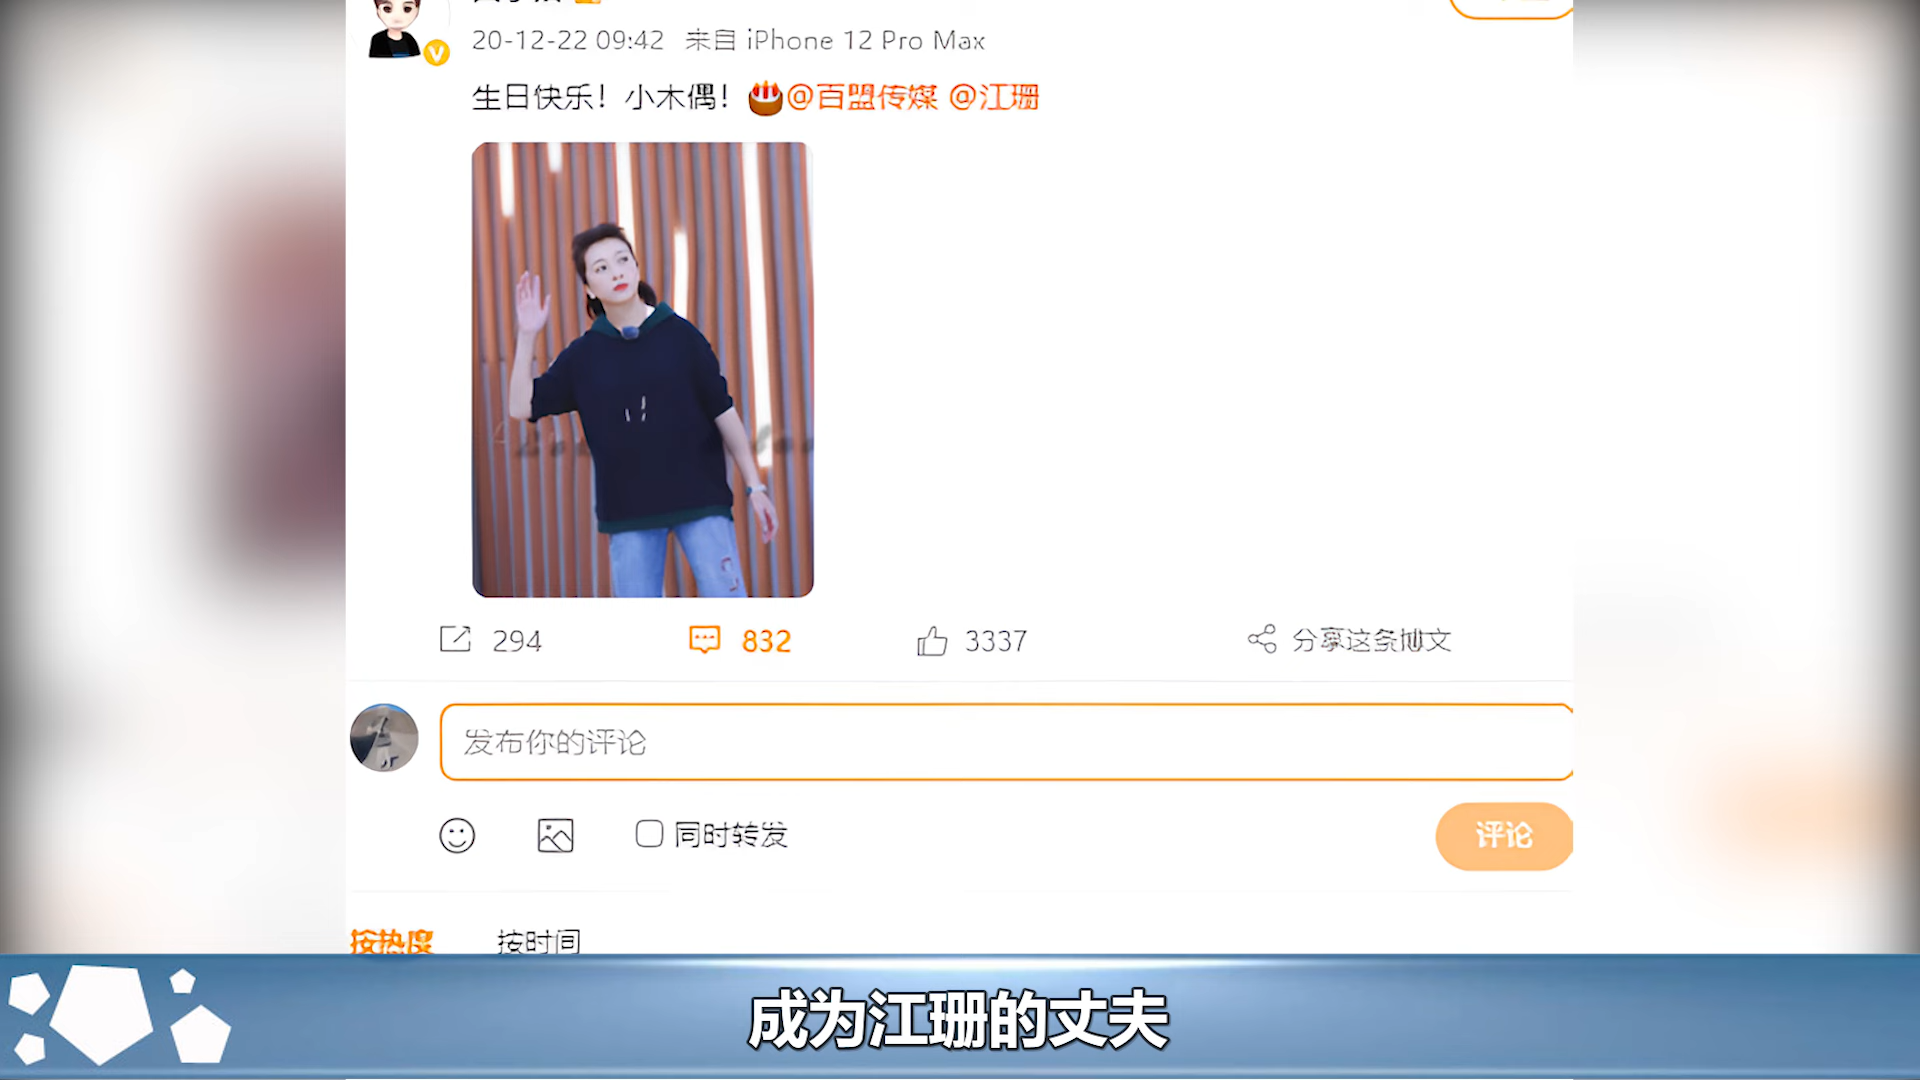 20-12-22 09:42 来自 iPhone 12 Pro Max
生日快乐！小木偶！@百盟传媒 @江珊
294
832
3337
分享这条博文
发布你的评论
同时转发
评论
按热度
按时间
成为江珊的丈夫